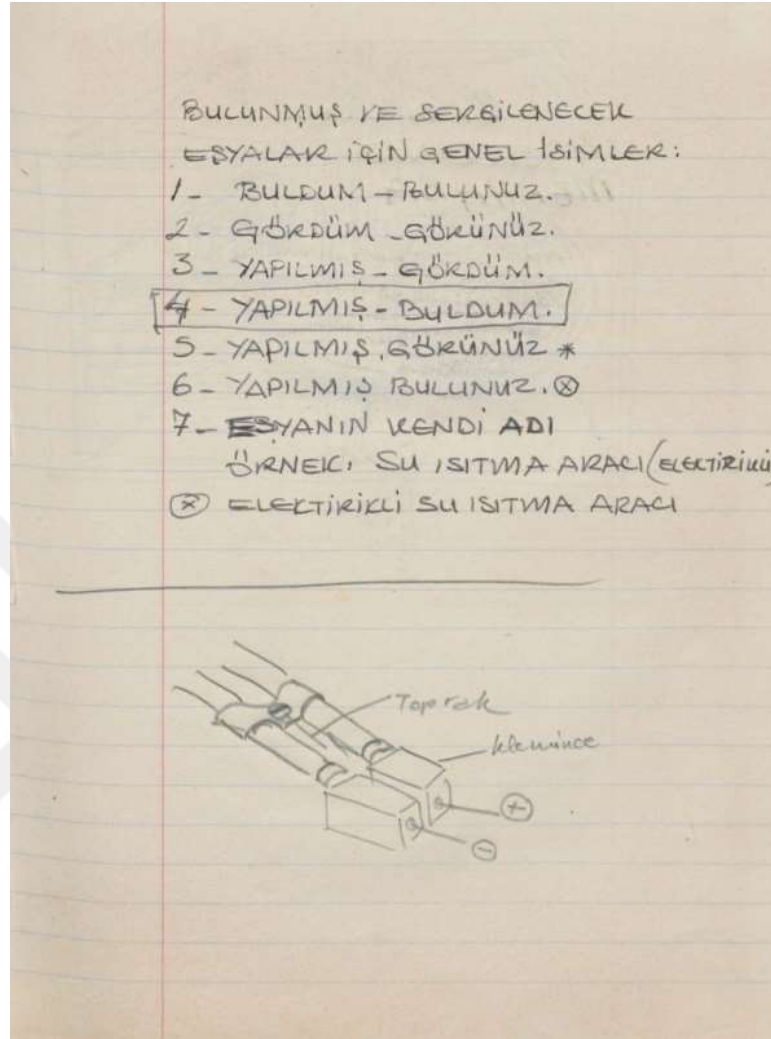 BULUNMUŞ VE SERGİLENECEK
EŞYALAR İÇİN GENEL İSİMLER:
1- BULDUM-BULUNUZ.
2- GÖRDÜM-GÖRÜNÜZ.
3- YAPILMIŞ-GÖRDÜM.
4- YAPILMIŞ-BULDUM.
5- YAPILMIŞ, GÖRÜNÜZ *
6- YAPILMIŞ BULUNUZ. ⊗
7- EŞYANIN KENDİ ADI
ÖRNEK: SU ISITMA ARACI (ELEKTİRİKLİ
⊗ ELEKTİRİKLİ SU ISITMA ARACI
Toprak
klemince
+
-